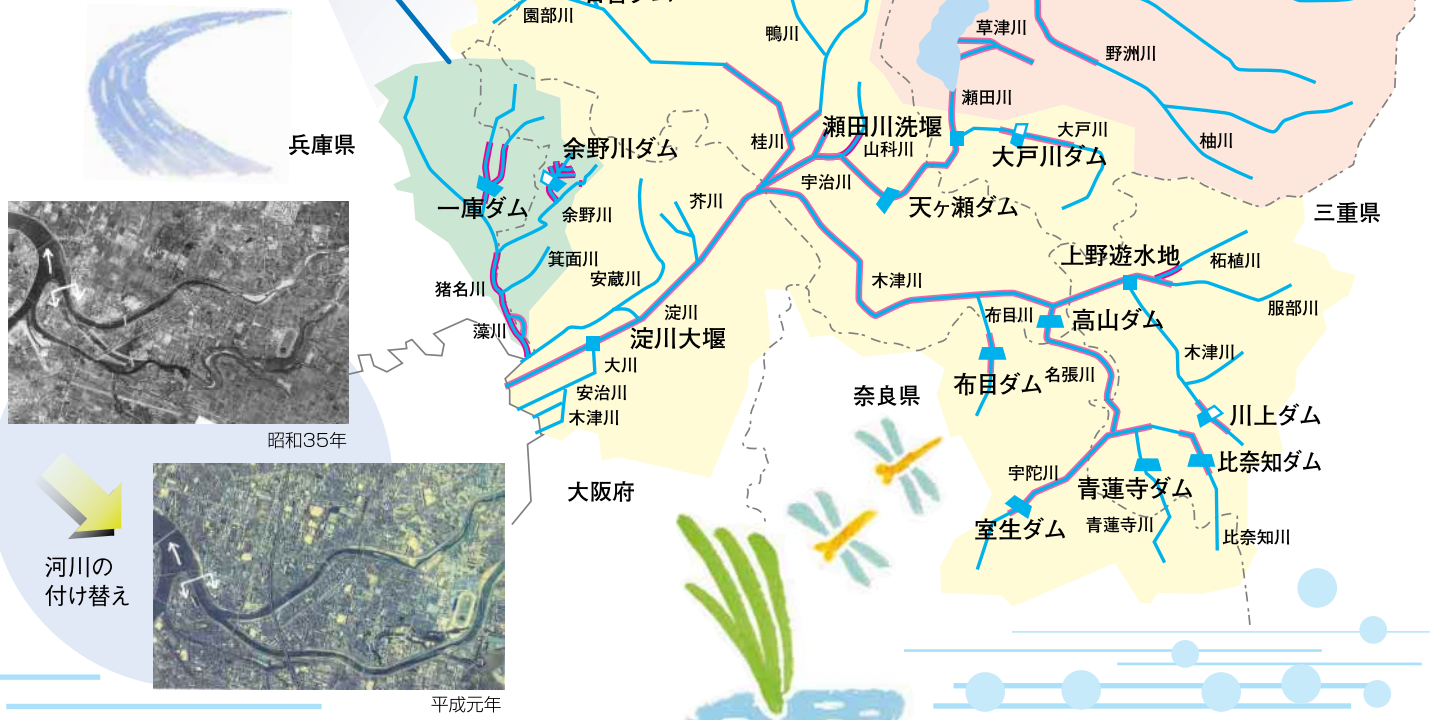 園部川
鴨川
草津川
野洲川
瀬田川
兵庫県
余野川ダム
桂川
瀬田川洗堰
山科川
大戸川
大戸川ダム
杣川
宇治川
一庫ダム
余野川
芥川
天ヶ瀬ダム
三重県
箕面川
安蔵川
上野遊水地
柘植川
猪名川
木津川
服部川
藻川
淀川
淀川大堰
布目川
高山ダム
大川
木津川
安治川
布目ダム
名張川
奈良県
木津川
川上ダム
昭和35年
比奈知ダム
宇陀川
大阪府
青蓮寺ダム
室生ダム
青蓮寺川
比奈知川
河川の
付け替え
平成元年